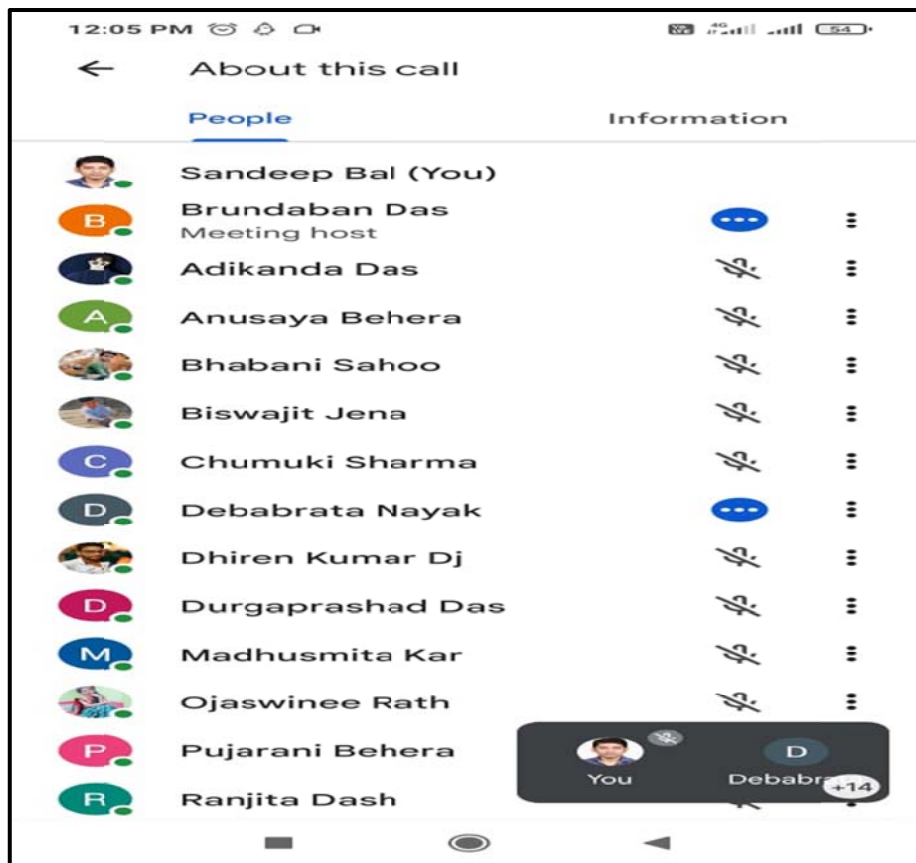 12:05 PM 4G 54
About this call
People Information
Sandeep Bal (You)
B Brundaban Das
Meeting host
Adikanda Das
A Anusaya Behera
Bhabani Sahoo
Biswajit Jena
C Chumuki Sharma
D Debabrata Nayak
Dhiren Kumar Dj
D Durgaprashad Das
M Madhusmita Kar
Ojaswinee Rath
P Pujarani Behera D
You Debabr +14
R Ranjita Dash